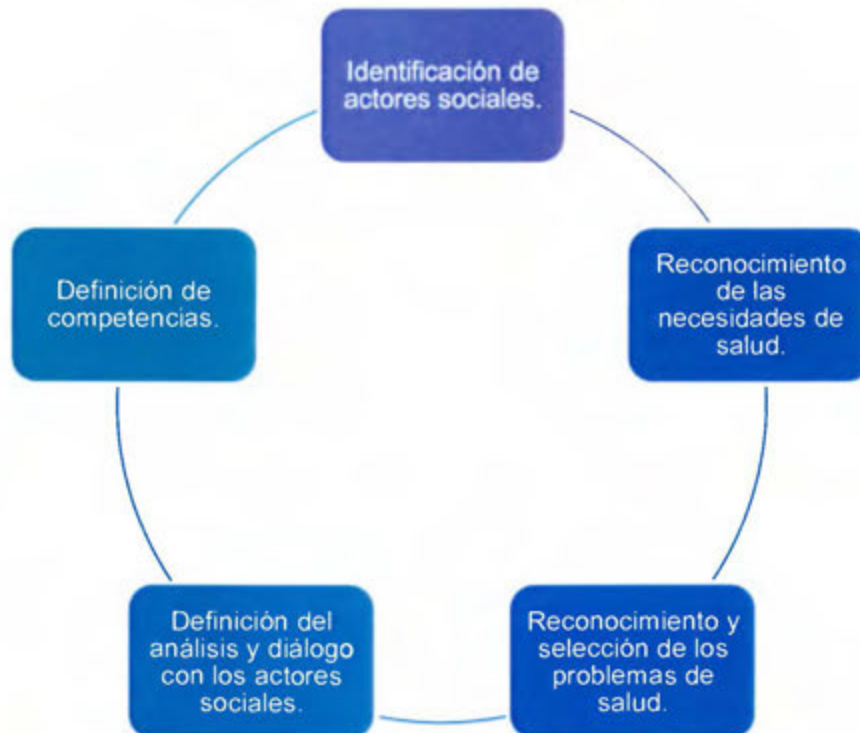 Identificación de
actores sociales.
Reconocimiento
de las
necesidades de
salud.
Reconocimiento y
selección de los
problemas de
salud.
Definición del
análisis y diálogo
con los actores
sociales.
Definición de
competencias.